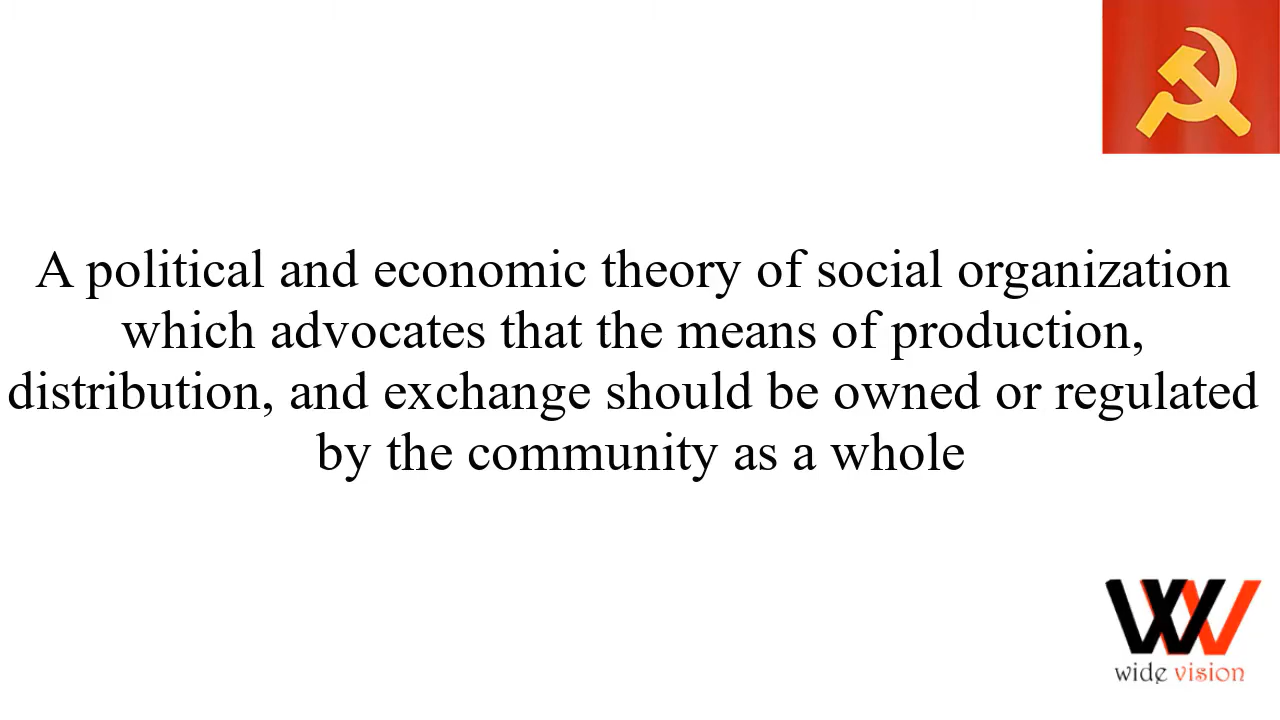 A political and economic theory of social organization
which advocates that the means of production,
distribution, and exchange should be owned or regulated
by the community as a whole
wide vision